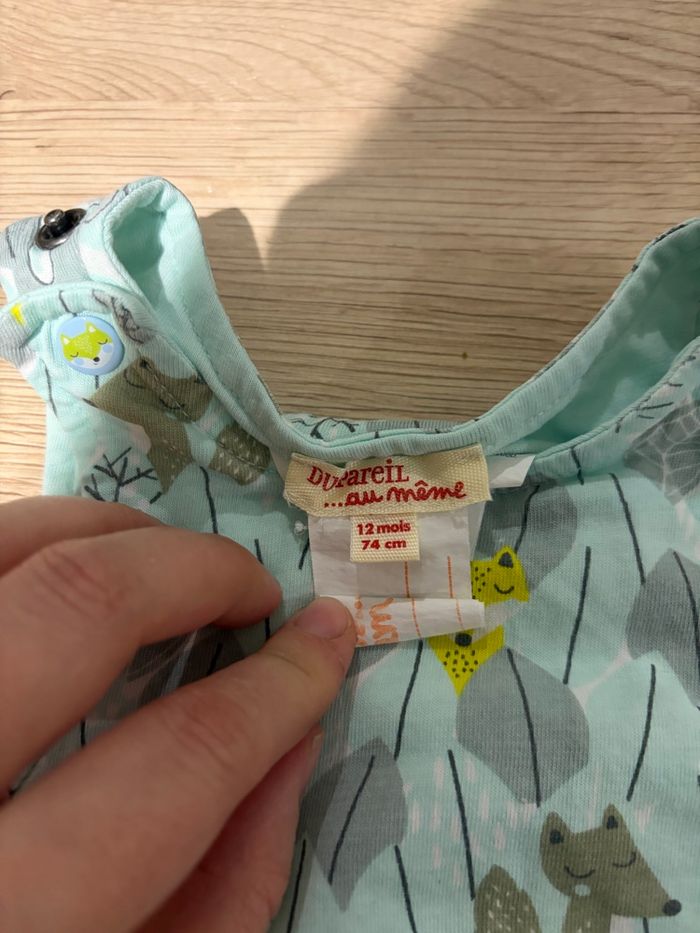 DUPareil
...au même
12 mois
74 cm